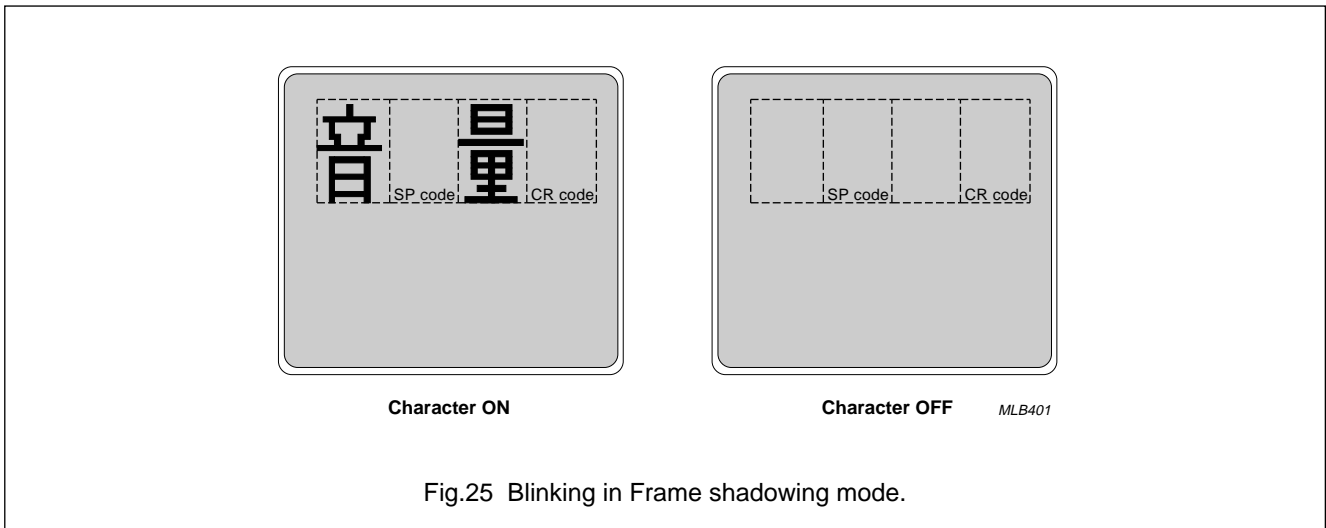 音 SP code 量 CR code
SP code CR code
Character ON
Character OFF
MLB401
Fig.25 Blinking in Frame shadowing mode.